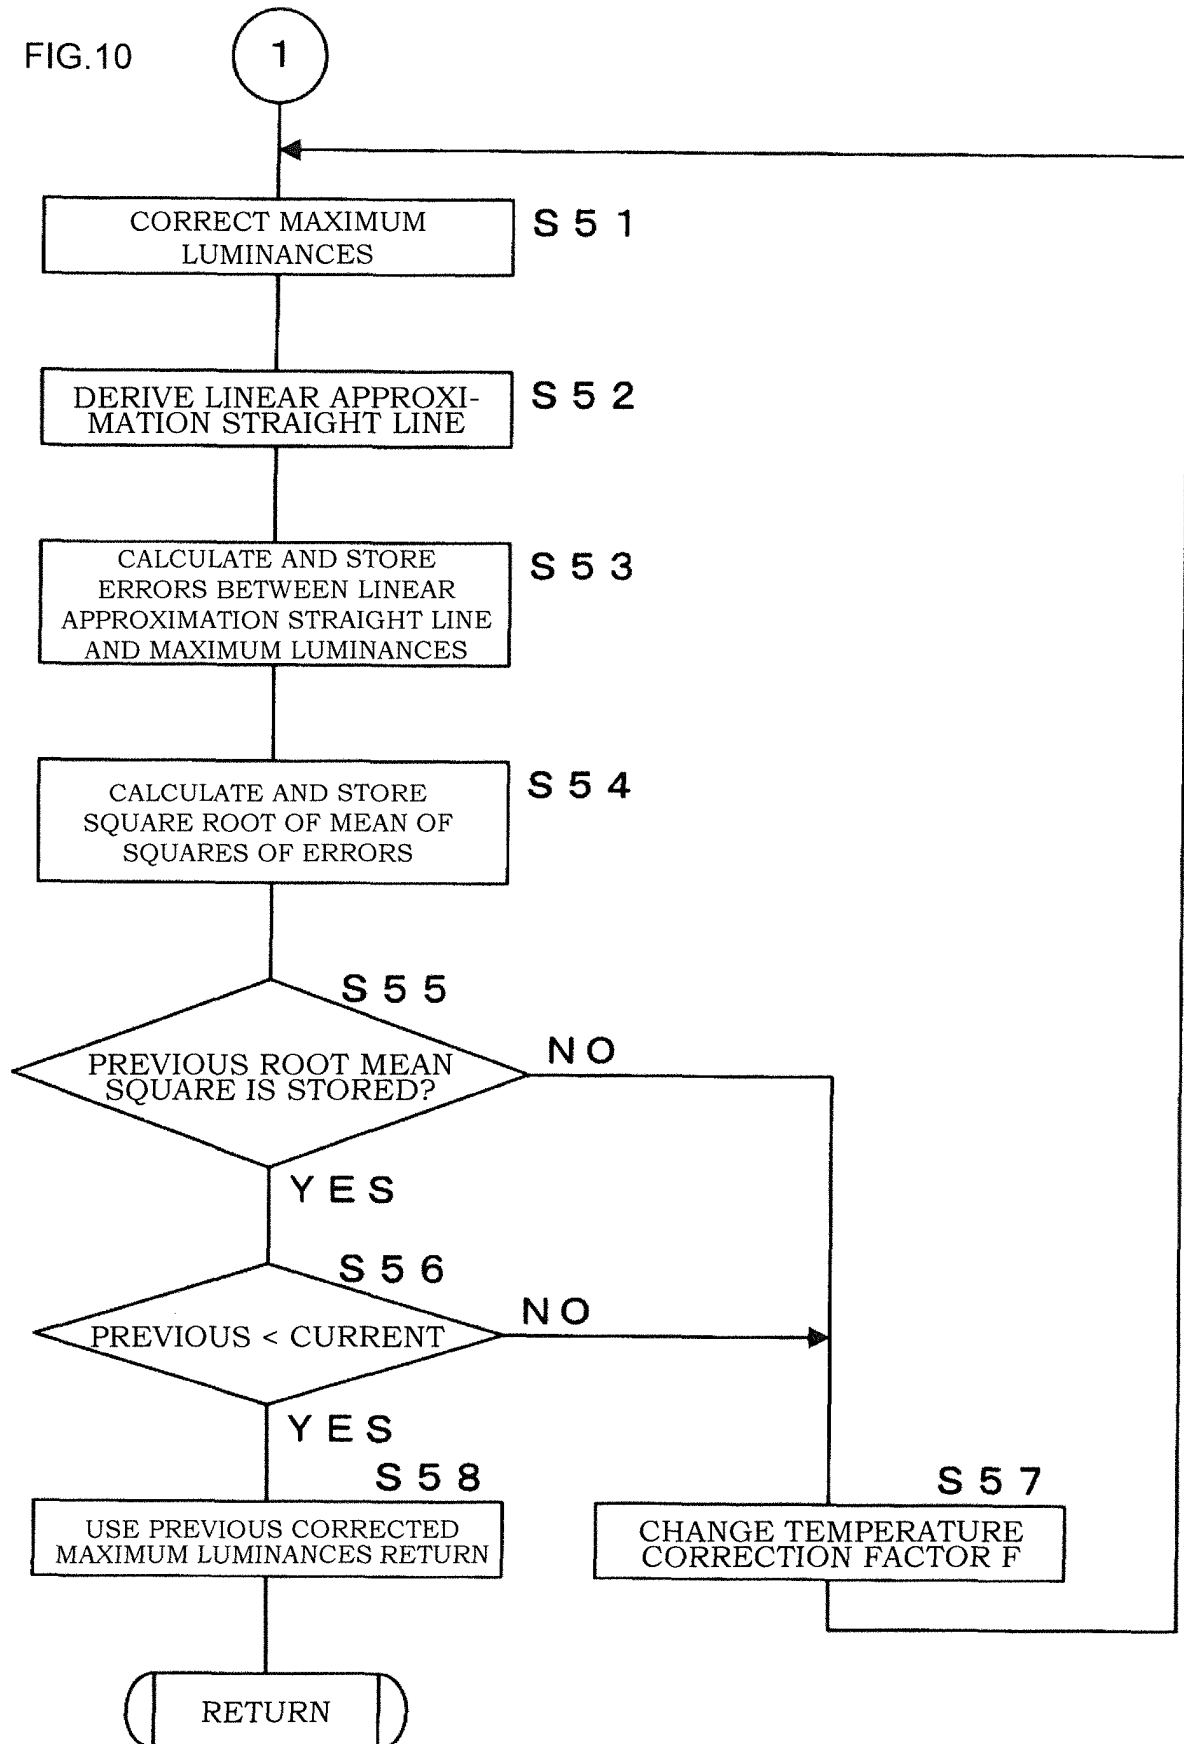 FIG.10
1
CORRECT MAXIMUM
LUMINANCES
S51
DERIVE LINEAR APPROXI-
MATION STRAIGHT LINE
S52
CALCULATE AND STORE
ERRORS BETWEEN LINEAR
APPROXIMATION STRAIGHT LINE
AND MAXIMUM LUMINANCES
S53
CALCULATE AND STORE
SQUARE ROOT OF MEAN OF
SQUARES OF ERRORS
S54
S55
PREVIOUS ROOT MEAN
SQUARE IS STORED?
NO
YES
S56
PREVIOUS < CURRENT
NO
YES
S58
USE PREVIOUS CORRECTED
MAXIMUM LUMINANCES RETURN
S57
CHANGE TEMPERATURE
CORRECTION FACTOR F
RETURN